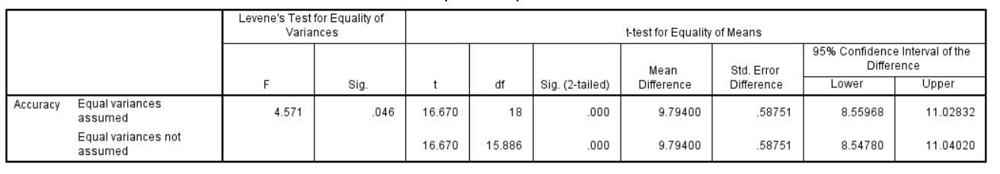 Levene's Test for Equality of
Variances
t-test for Equality of Means
F
Sig.
t
df
Sig. (2-tailed)
Mean
Difference
Std. Error
Difference
95% Confidence Interval of the
Difference
Lower
Upper
Accuracy
Equal variances
assumed
4.571
.046
16.670
18
.000
9.79400
.58751
8.55968
11.02832
Equal variances not
assumed
16.670
15.886
.000
9.79400
.58751
8.54780
11.04020